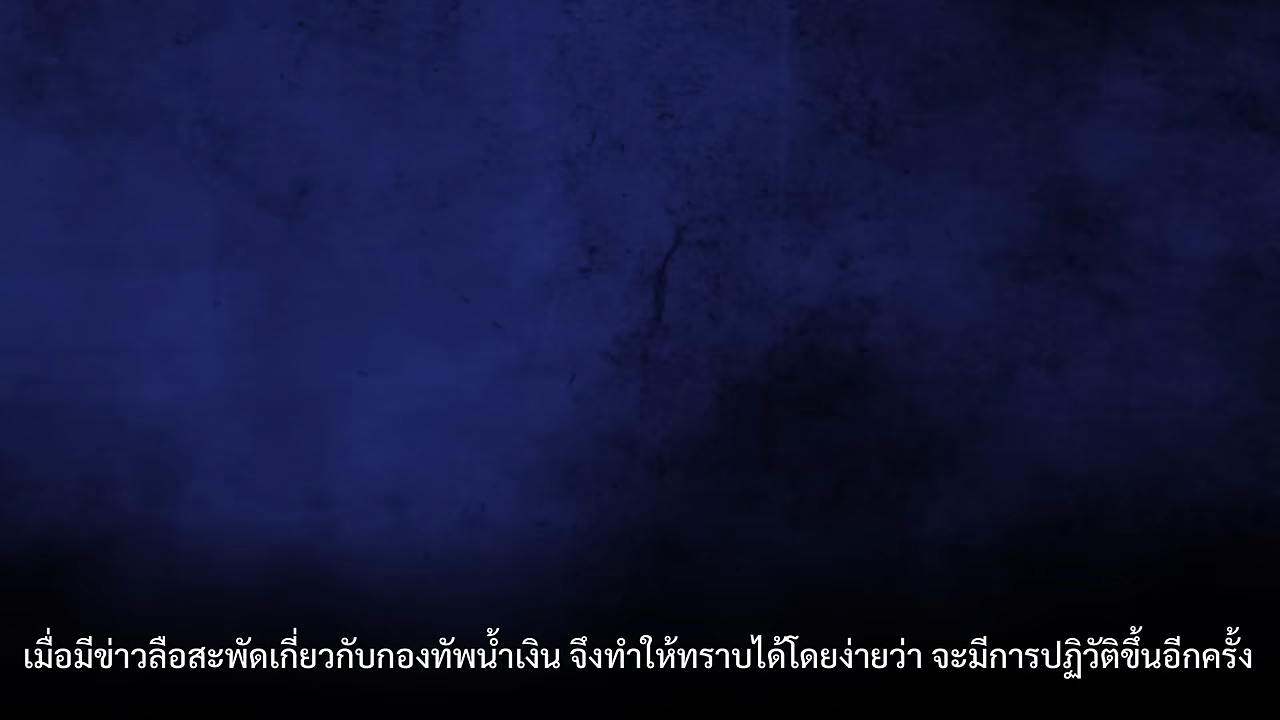 เมื่อมีข่าวลือสะพัดเกี่ยวกับกองทัพน้ำเงิน จึงทำให้ทราบได้โดยง่ายว่า จะมีการปฏิวัติขึ้นอีกครั้ง